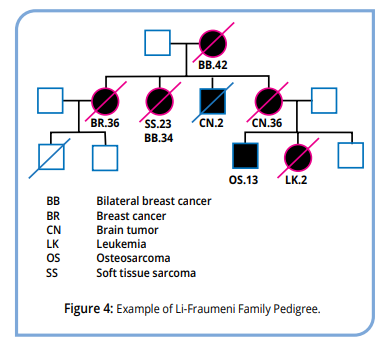 BB.42
BR.36 SS.23 CN.2 CN.36
BB.34
OS.13 LK.2
BB Bilateral breast cancer
BR Breast cancer
CN Brain tumor
LK Leukemia
OS Osteosarcoma
SS Soft tissue sarcoma
Figure 4: Example of Li-Fraumeni Family Pedigree.